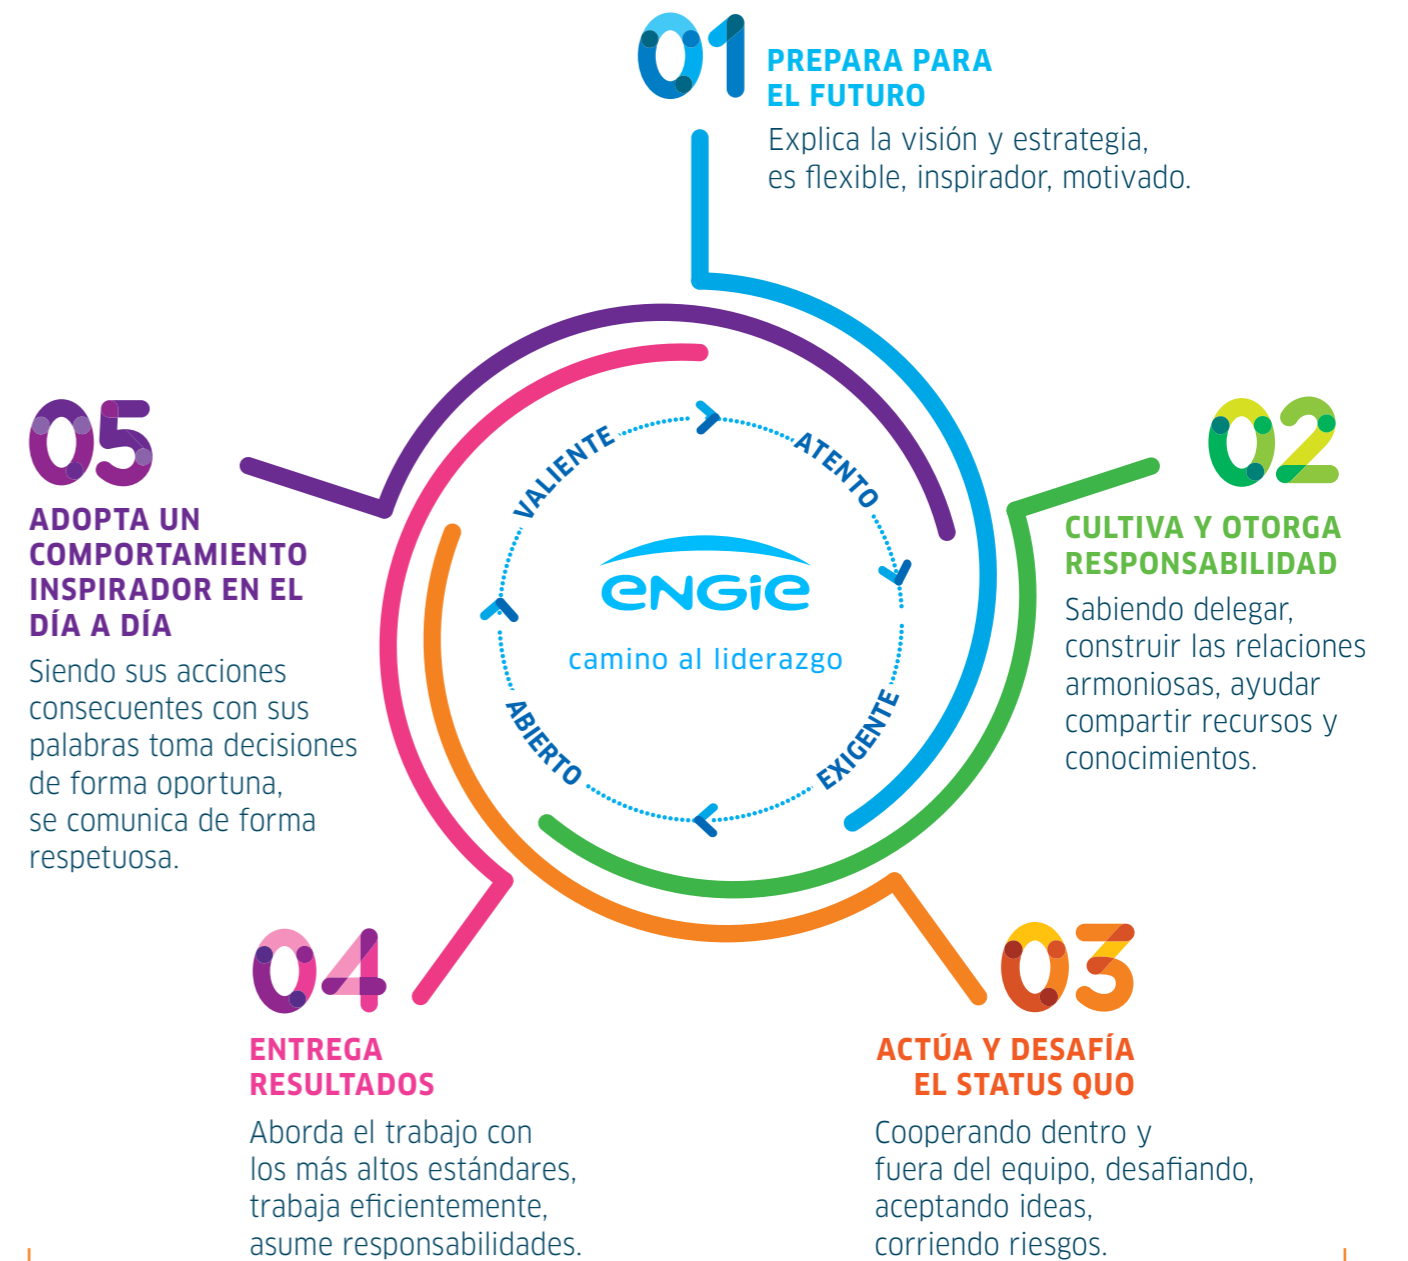 01
PREPARA PARA
EL FUTURO
Explica la visión y estrategia,
es flexible, inspirador, motivado.
02
CULTIVA Y OTORGA
RESPONSABILIDAD
Sabiendo delegar,
construir las relaciones
armoniosas, ayudar
compartir recursos y
conocimientos.
03
ACTÚA Y DESAFÍA
EL STATUS QUO
Cooperando dentro y
fuera del equipo, desafiando,
aceptando ideas,
corriendo riesgos.
04
ENTREGA
RESULTADOS
Aborda el trabajo con
los más altos estándares,
trabaja eficientemente,
asume responsabilidades.
05
ADOPTA UN
COMPORTAMIENTO
INSPIRADOR EN EL
DÍA A DÍA
Siendo sus acciones
consecuentes con sus
palabras toma decisiones
de forma oportuna,
se comunica de forma
respetuosa.
VALIENTE
ATENTO
EXIGENTE
ABIERTO
ENGIE
camino al liderazgo